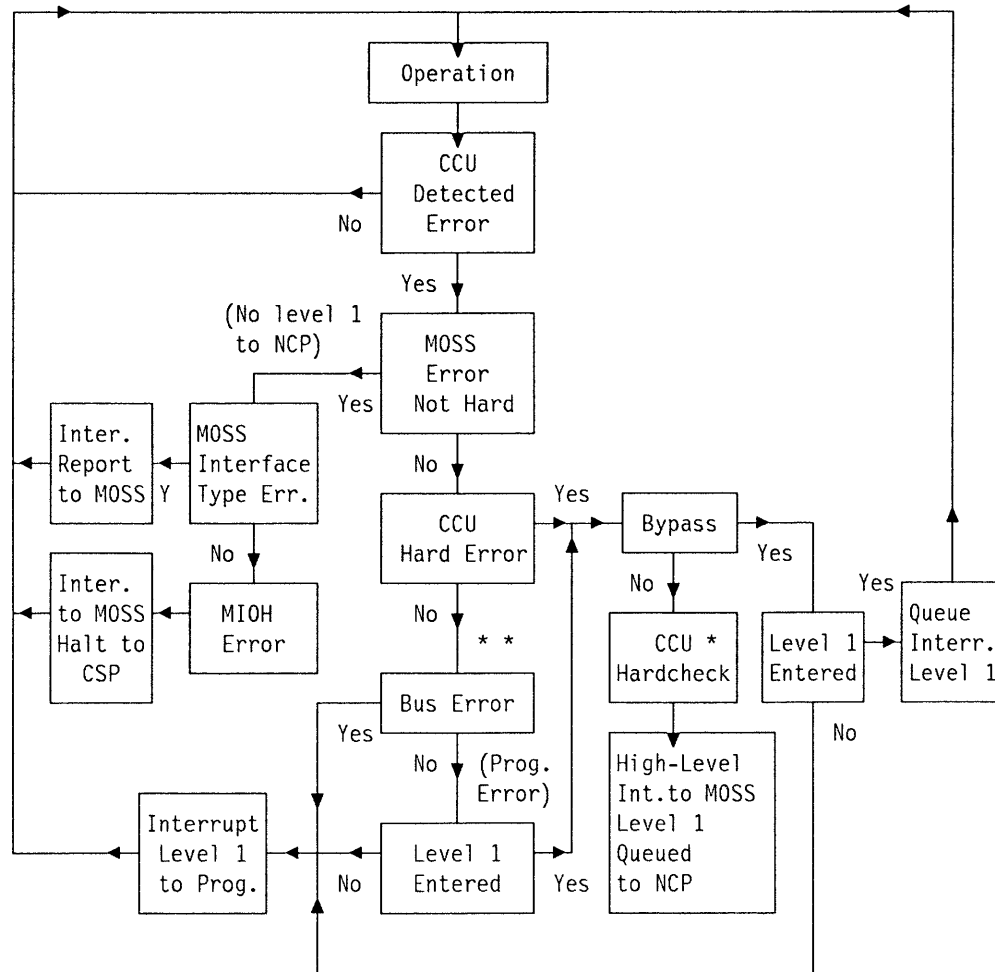 Operation
CCU
Detected
Error
No
Yes
(No level 1
to NCP)
MOSS
Error
Not Hard
Yes
No
Inter.
Report
to MOSS
Y
MOSS
Interface
Type Err.
No
CCU
Hard Error
Yes
No
Bypass
Yes
No
Inter.
to MOSS
Halt to
CSP
MIOH
Error
* *
CCU *
Hardcheck
Level 1
Entered
Yes
No
Queue
Interr.
Level 1
Bus Error
Yes
No
(Prog.
Error)
High-Level
Int.to MOSS
Level 1
Queued
to NCP
Interrupt
Level 1
to Prog.
No
Level 1
Entered
Yes